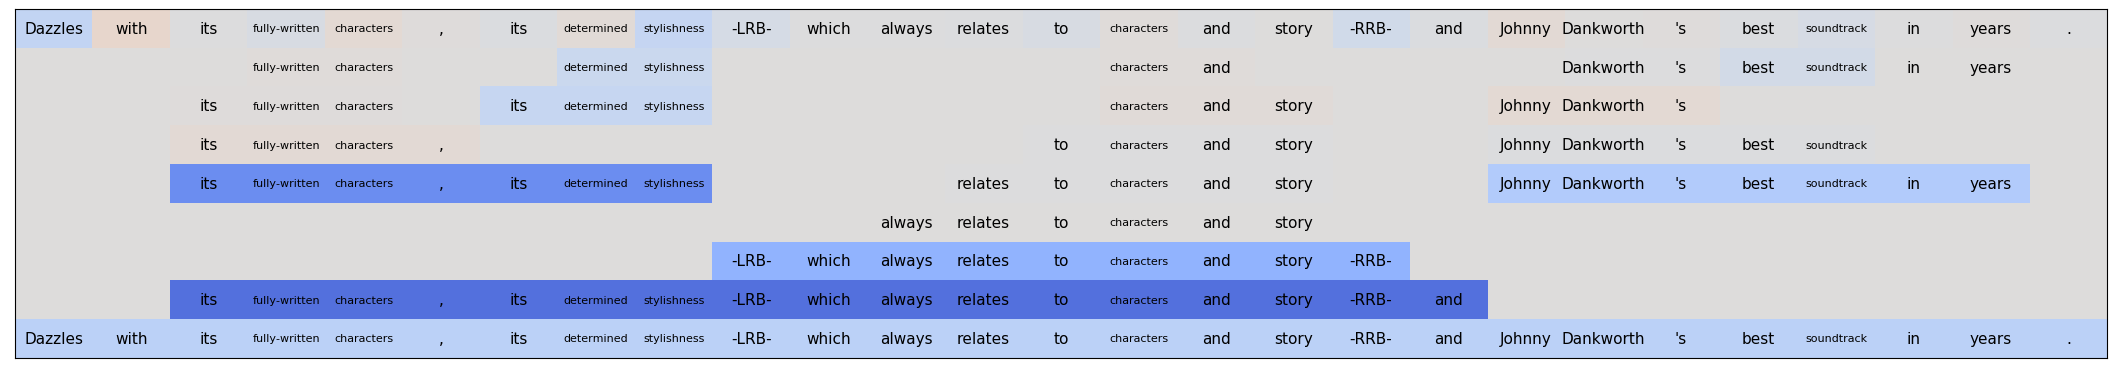 Dazzles with its fully-written characters , its determined stylishness -LRB- which always relates to characters and story -RRB- and Johnny Dankworth 's best soundtrack in years .
fully-written characters determined stylishness characters and Dankworth 's best soundtrack in years
its fully-written characters its determined stylishness characters and story Johnny Dankworth 's
its fully-written characters , to characters and story Johnny Dankworth 's best soundtrack
its fully-written characters , its determined stylishness relates to characters and story Johnny Dankworth 's best soundtrack in years
always relates to characters and story
-LRB- which always relates to characters and story -RRB-
its fully-written characters , its determined stylishness -LRB- which always relates to characters and story -RRB- and
Dazzles with its fully-written characters , its determined stylishness -LRB- which always relates to characters and story -RRB- and Johnny Dankworth 's best soundtrack in years .